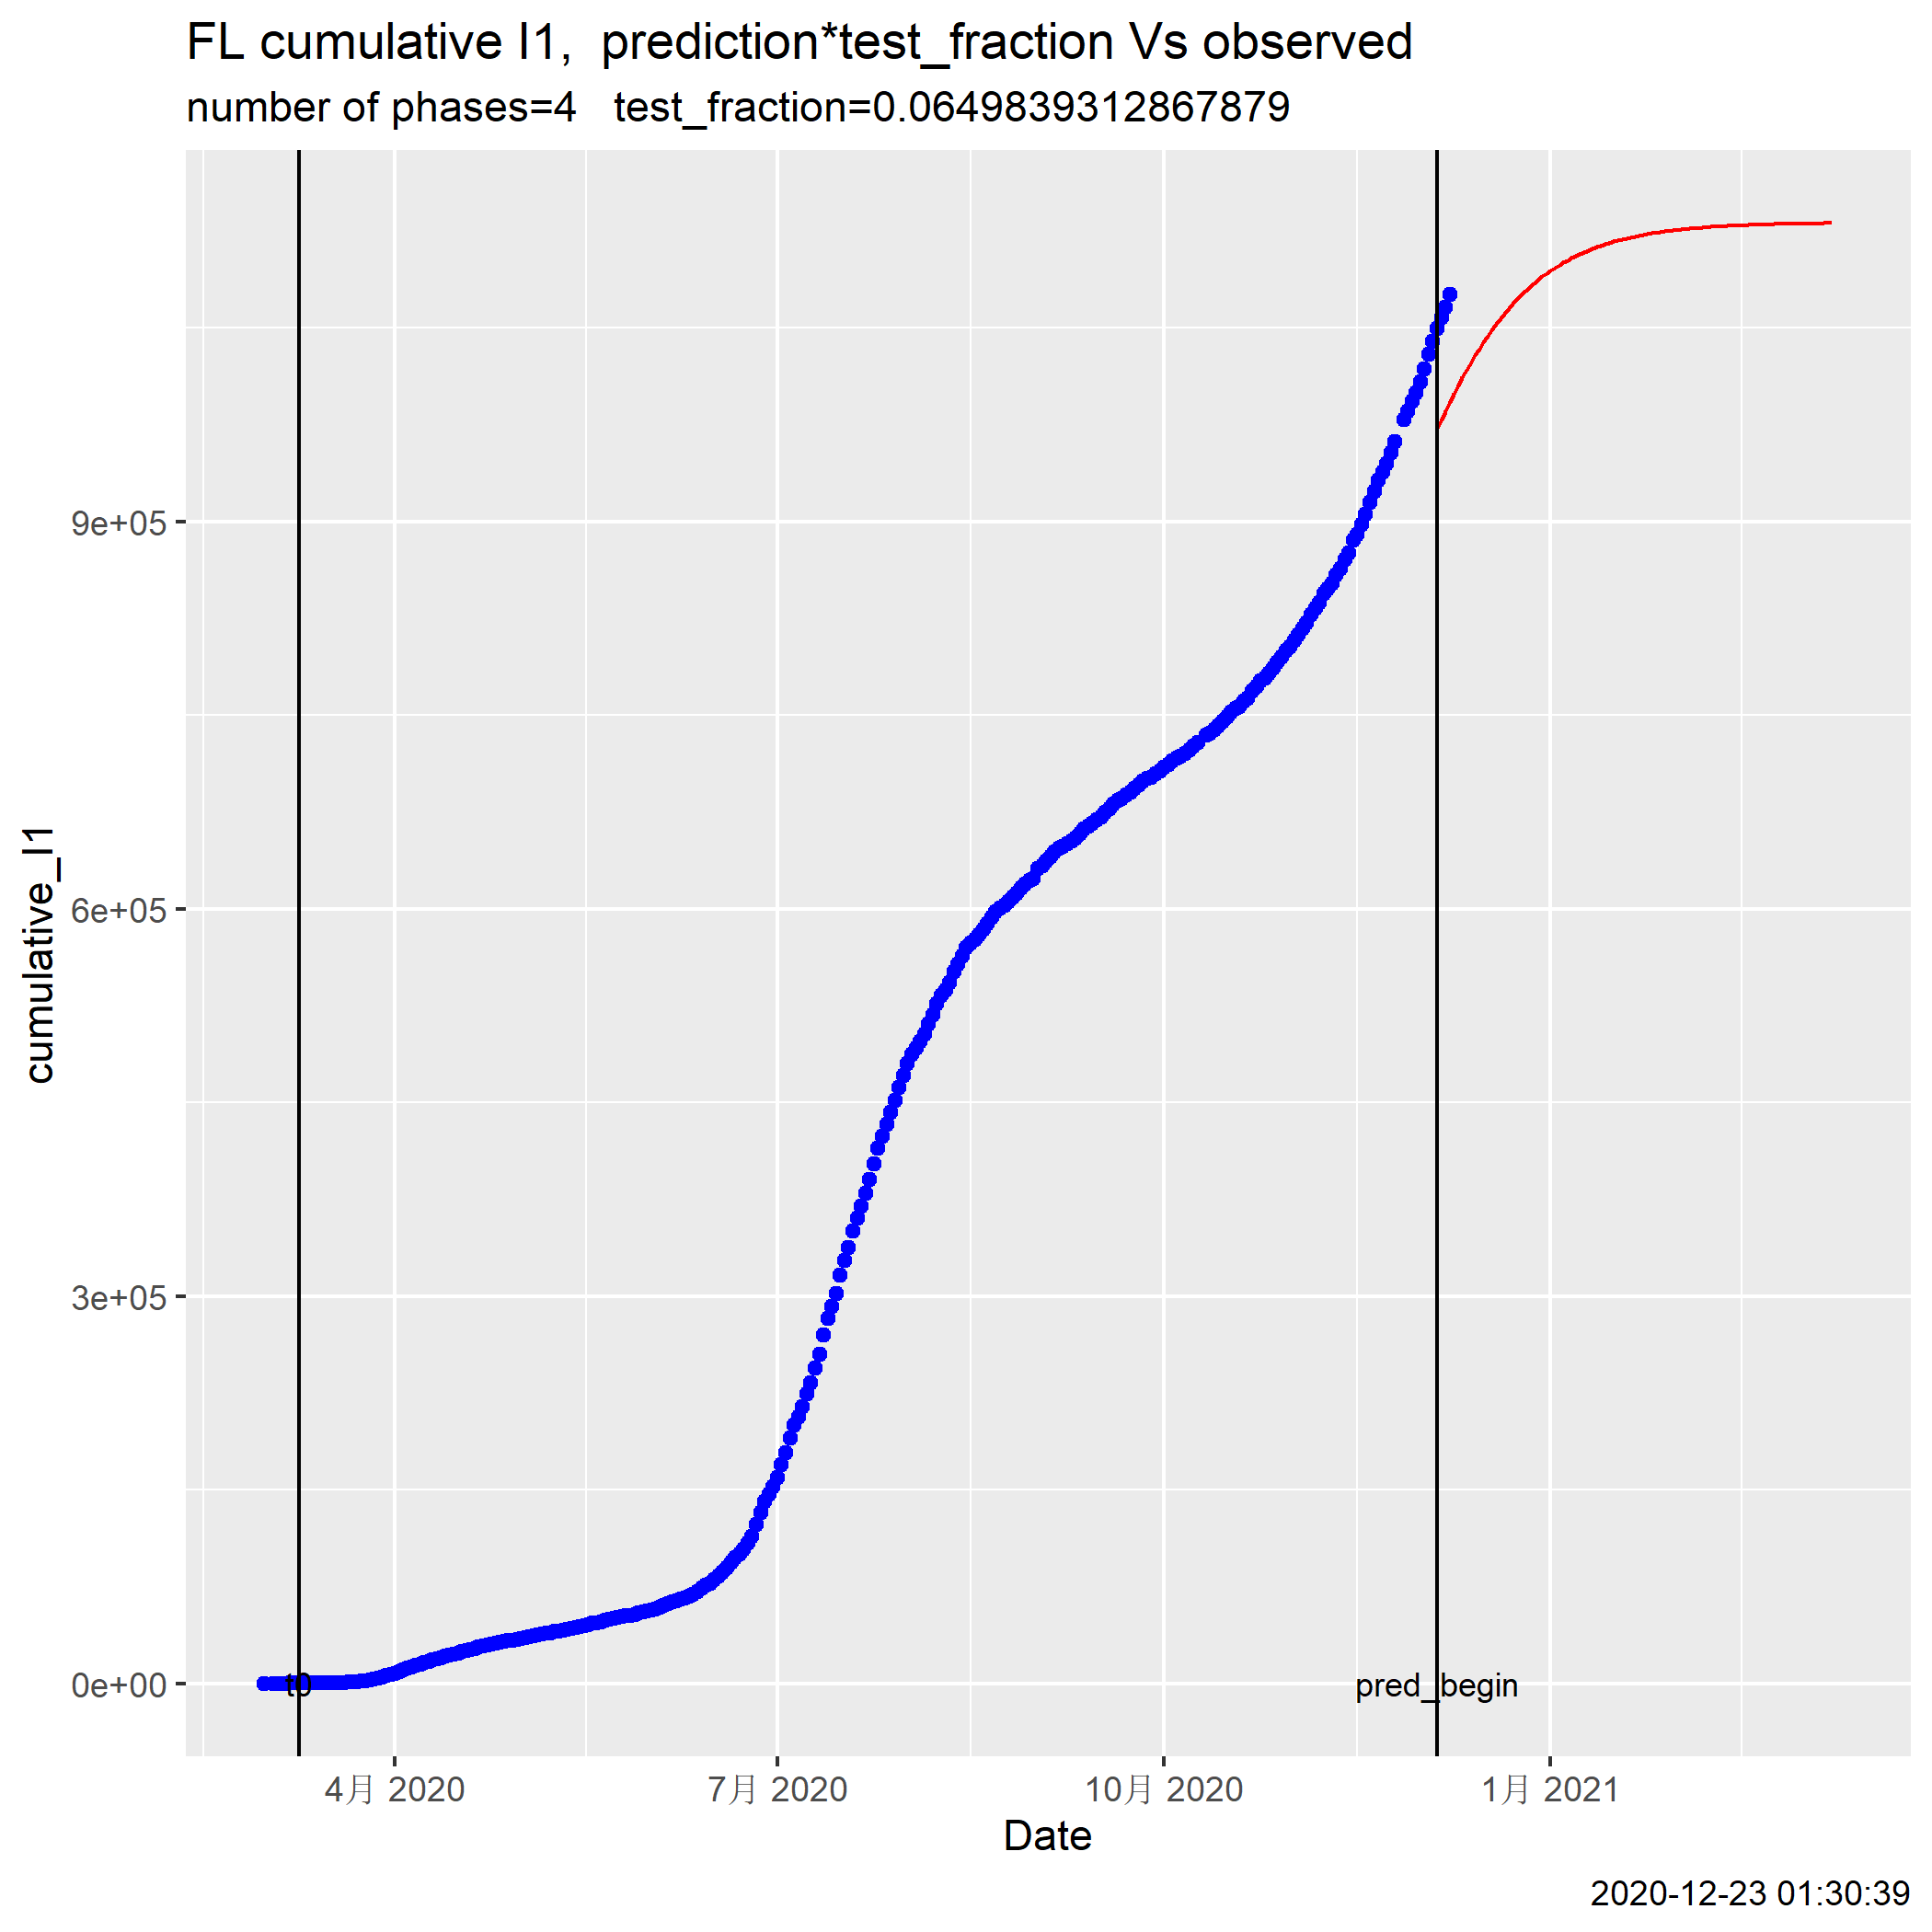 FL cumulative I1,  prediction*test_fraction Vs observed
number of phases=4   test_fraction=0.0649839312867879
cumulative_I1
9e+05
6e+05
3e+05
0e+00
t0
pred_begin
4月 2020
7月 2020
10月 2020
1月 2021
Date
2020-12-23 01:30:39